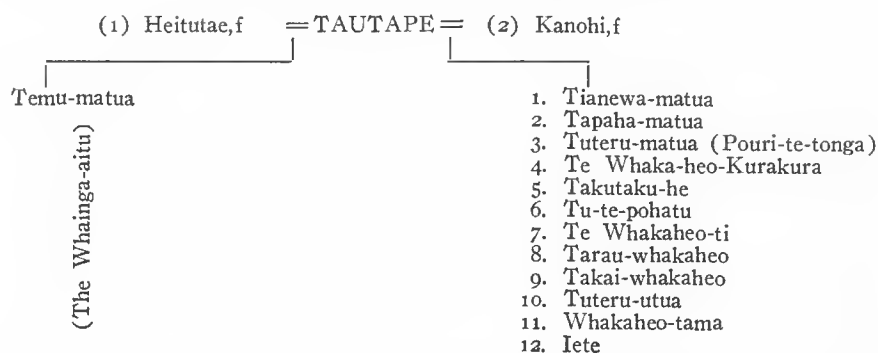 (1) Heitutae,f =TAUTAPE= (2) Kanohi,f
Temu-matua
(The Whainga-aitu)
1. Tianewa-matua
2. Tapaha-matua
3. Tuteru-matua (Pouri-te-tonga)
4. Te Whaka-heo-Kurakura
5. Takutaku-he
6. Tu-te-pohatu
7. Te Whakaheo-ti
8. Tarau-whakaheo
9. Takai-whakaheo
10. Tuteru-utua
11. Whakaheo-tama
12. Iete